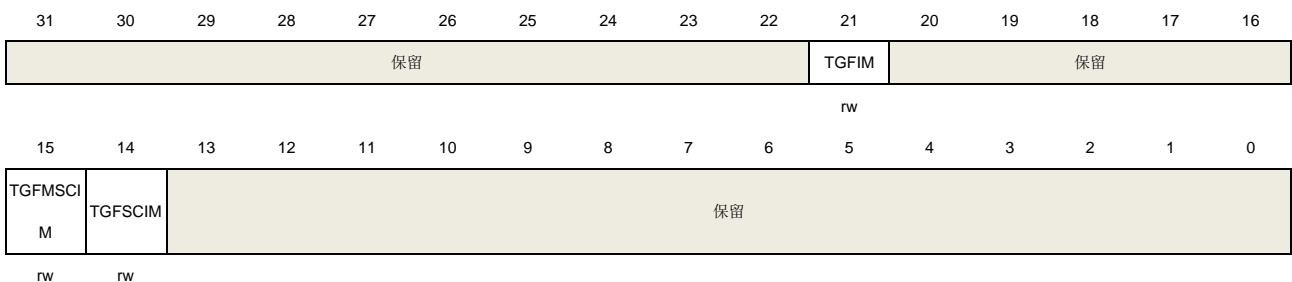 31 30 29 28 27 26 25 24 23 22 21 20 19 18 17 16
保留 TGFIM 保留
rw
15 14 13 12 11 10 9 8 7 6 5 4 3 2 1 0
TGFMSCI
M TGFSCIM 保留
rw rw